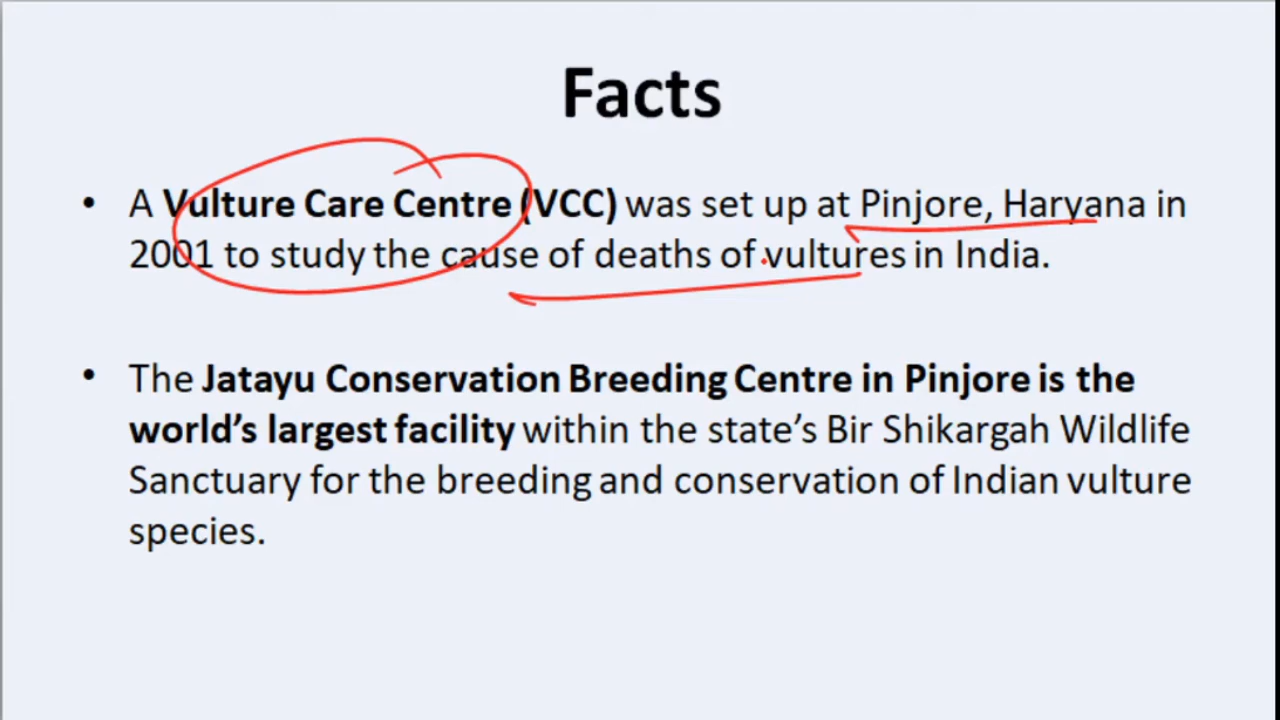 Facts
• A Vulture Care Centre (VCC) was set up at Pinjore, Haryana in
2001 to study the cause of deaths of vultures in India.
• The Jatayu Conservation Breeding Centre in Pinjore is the
world’s largest facility within the state’s Bir Shikargah Wildlife
Sanctuary for the breeding and conservation of Indian vulture
species.